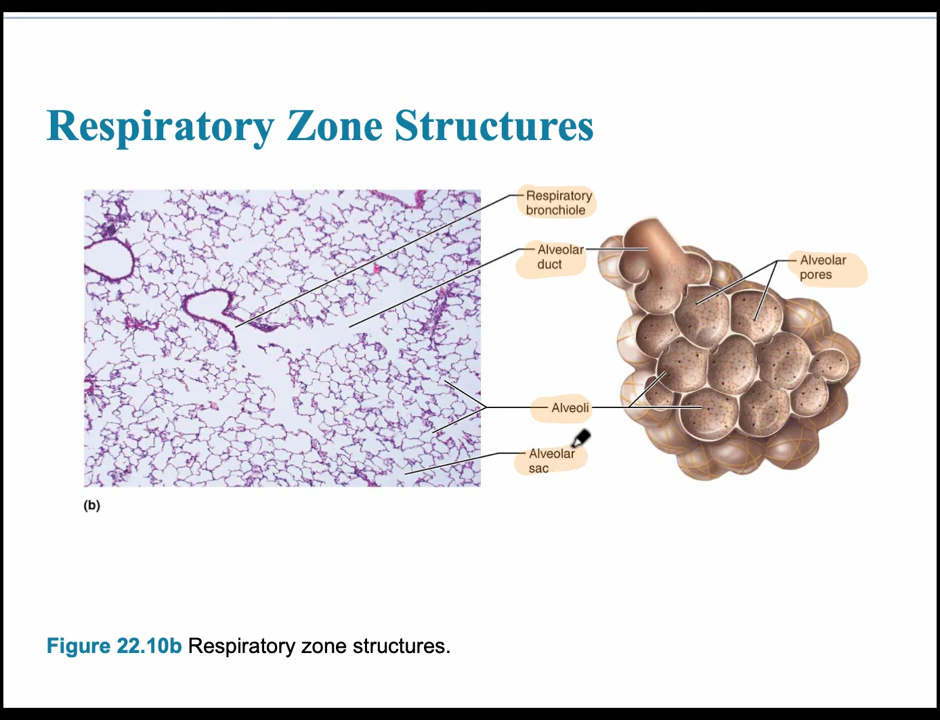 Respiratory Zone Structures
Respiratory
bronchiole
Alveolar
duct
Alveolar
pores
Alveoli
Alveolar
sac
(b)
Figure 22.10b Respiratory zone structures.